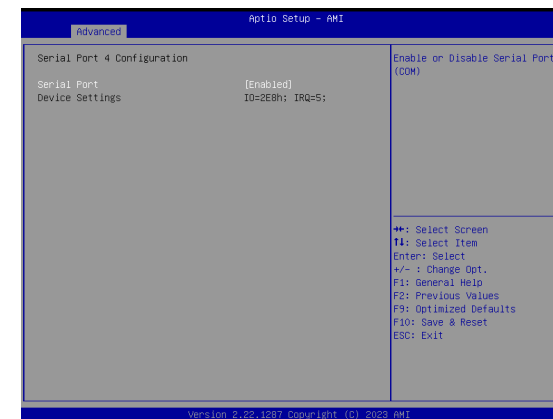 Aptio Setup - AMI
Advanced
Serial Port 4 Configuration
Serial Port [Enabled]
Device Settings IO=2E8h; IRQ=5;
Enable or Disable Serial Port
(COM)
→←: Select Screen
↑↓: Select Item
Enter: Select
+/- : Change Opt.
F1: General Help
F2: Previous Values
F9: Optimized Defaults
F10: Save & Reset
ESC: Exit
Version 2.22.1287 Copyright (C) 2023 AMI